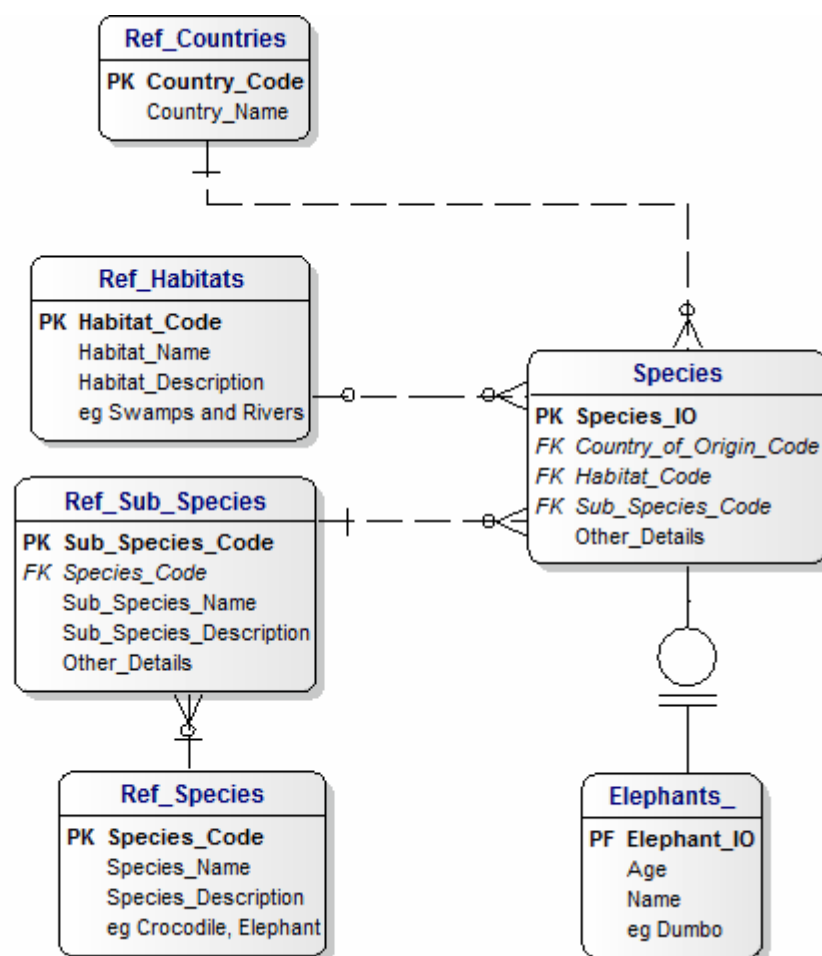 Ref_Countries
PK Country_Code
Country_Name
Ref_Habitats
PK Habitat_Code
Habitat_Name
Habitat_Description
eg Swamps and Rivers
Species
PK Species_IO
FK Country_of_Origin_Code
FK Habitat_Code
FK Sub_Species_Code
Other_Details
Ref_Sub_Species
PK Sub_Species_Code
FK Species_Code
Sub_Species_Name
Sub_Species_Description
Other_Details
Ref_Species
PK Species_Code
Species_Name
Species_Description
eg Crocodile, Elephant
Elephants_
PF Elephant_IO
Age
Name
eg Dumbo